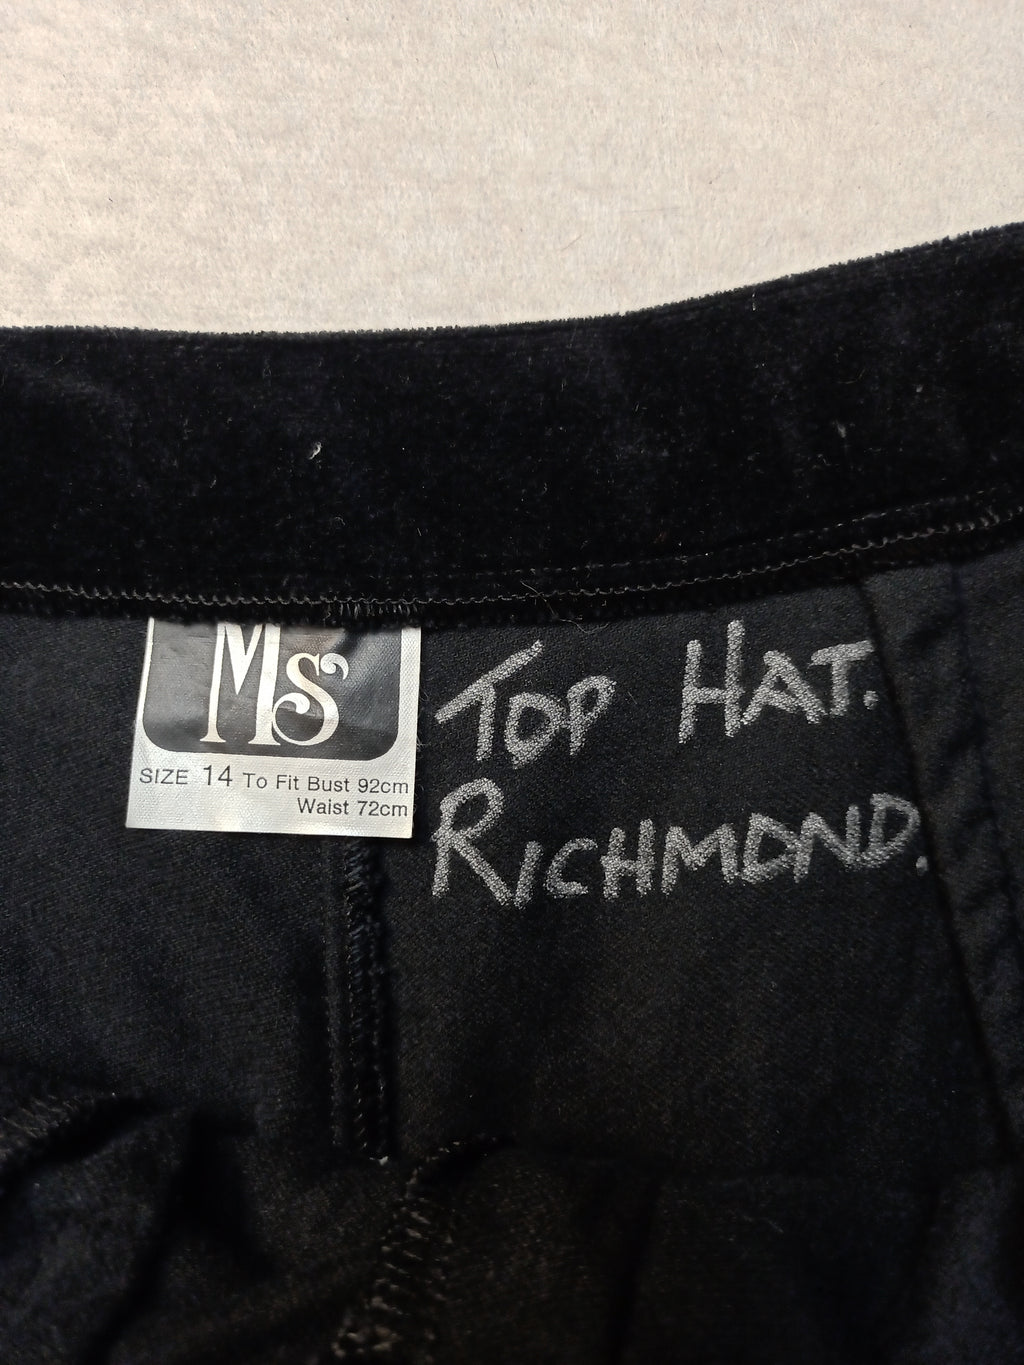 Ms
SIZE 14 To Fit Bust 92cm
Waist 72cm
TOP HAT.
RICHMOND.